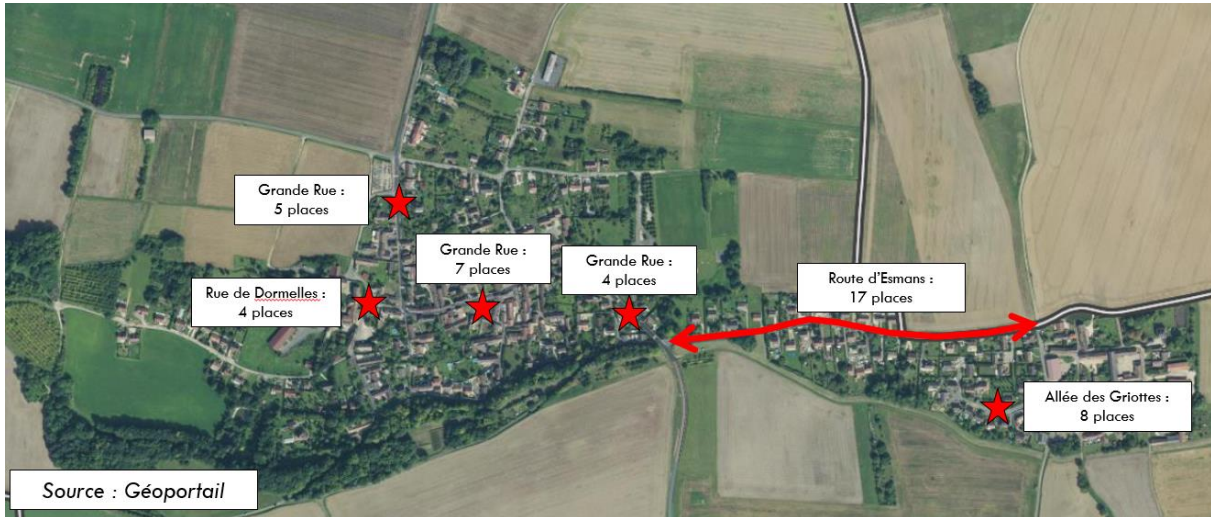 Grande Rue :
5 places
Grande Rue :
7 places
Grande Rue :
4 places
Rue de Dormelles :
4 places
Route d'Esmans :
17 places
Allée des Griottes :
8 places
Source : Géoportail